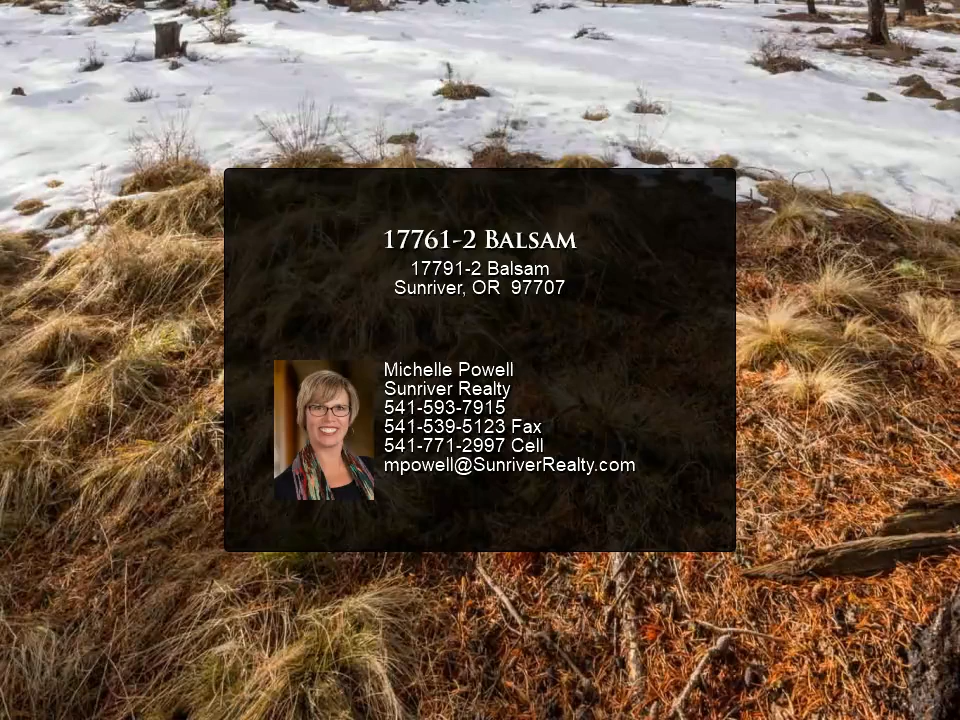 17761-2 Balsam
17791-2 Balsam
Sunriver, OR 97707
Michelle Powell
Sunriver Realty
541-593-7915
541-539-5123 Fax
541-771-2997 Cell
mpowell@SunriverRealty.com